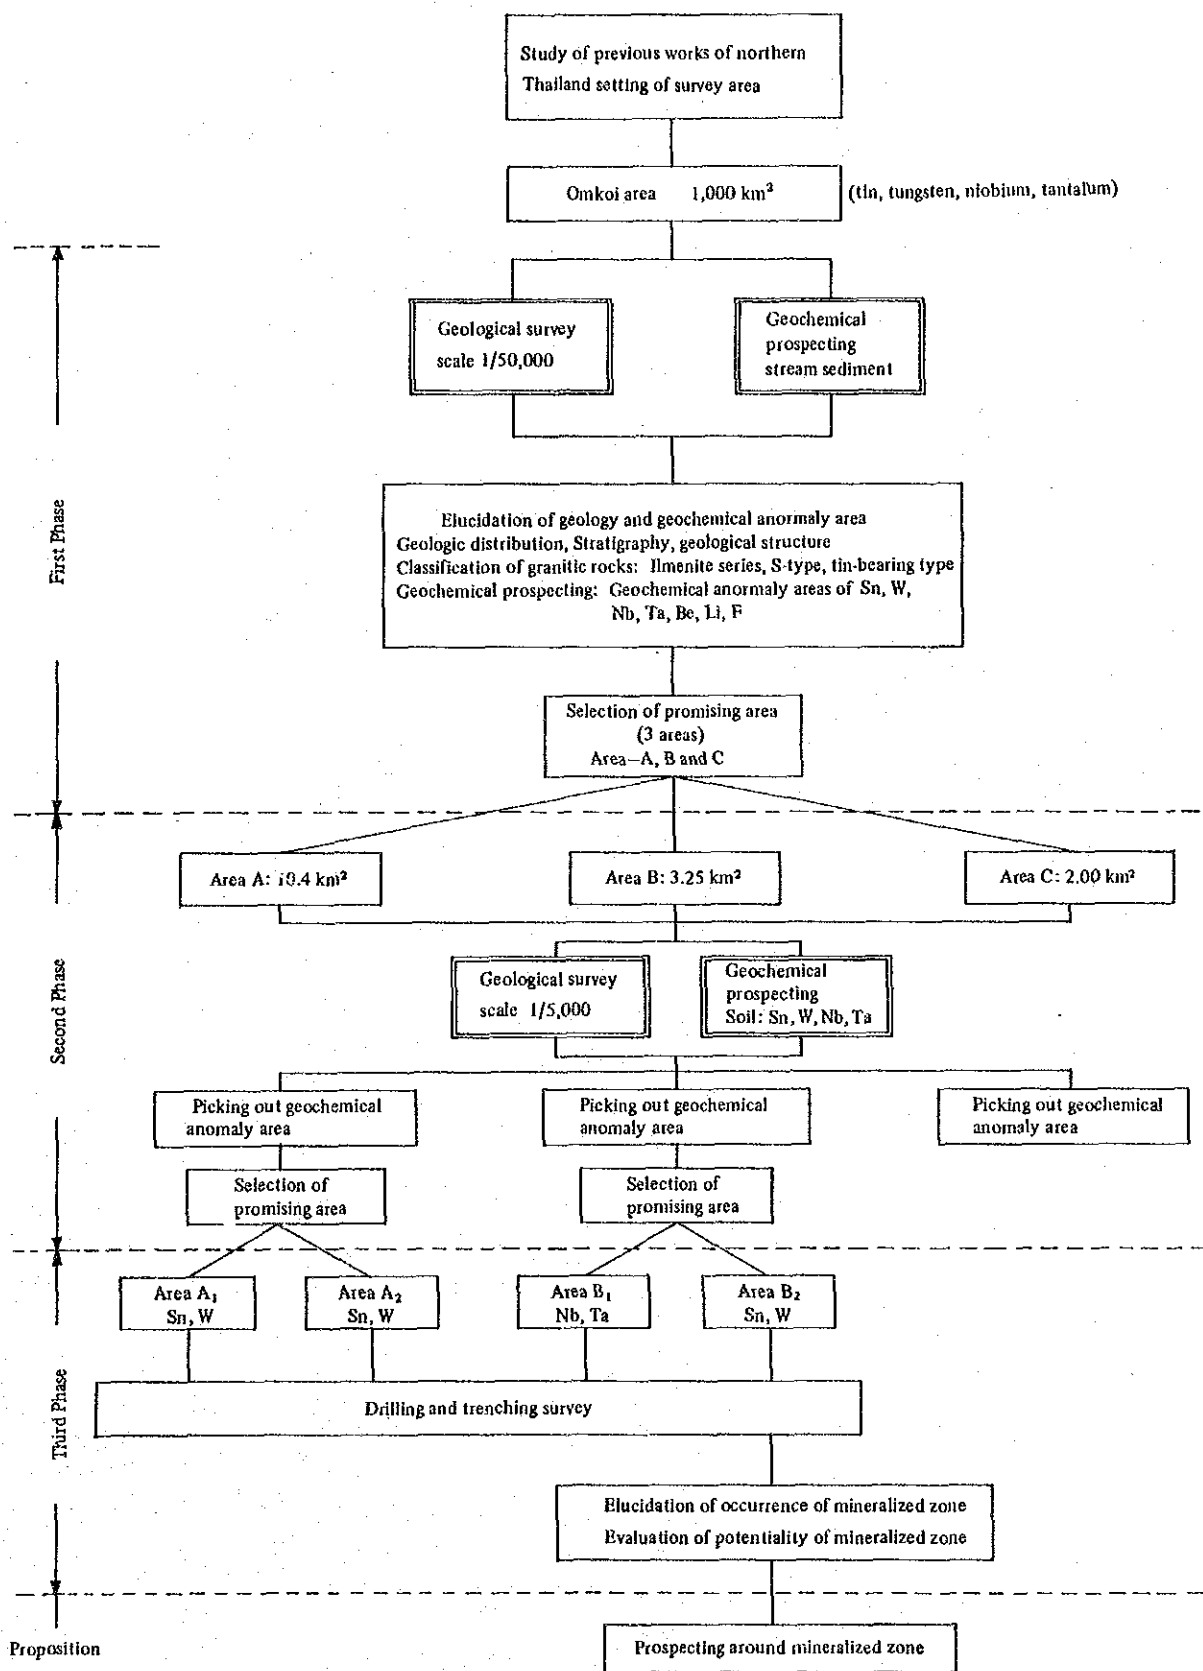 Study of previous works of northern
Thailand setting of survey area
Omkoi area 1,000 km²
(tin, tungsten, niobium, tantalum)
First Phase
Geological survey
scale 1/50,000
Geochemical
prospecting
stream sediment
Elucidation of geology and geochemical anormaly area
Geologic distribution, Stratigraphy, geological structure
Classification of granitic rocks: Ilmenite series, S-type, tin-bearing type
Geochemical prospecting: Geochemical anormaly areas of Sn, W,
Nb, Ta, Be, Li, F
Selection of promising area
(3 areas)
Area–A, B and C
Second Phase
Area A: 10.4 km²
Area B: 3.25 km²
Area C: 2.00 km²
Geological survey
scale 1/5,000
Geochemical
prospecting
Soil: Sn, W, Nb, Ta
Picking out geochemical
anomaly area
Picking out geochemical
anomaly area
Picking out geochemical
anomaly area
Selection of
promising area
Selection of
promising area
Third Phase
Area A₁
Sn, W
Area A₂
Sn, W
Area B₁
Nb, Ta
Area B₂
Sn, W
Drilling and trenching survey
Elucidation of occurrence of mineralized zone
Evaluation of potentiality of mineralized zone
Proposition
Prospecting around mineralized zone